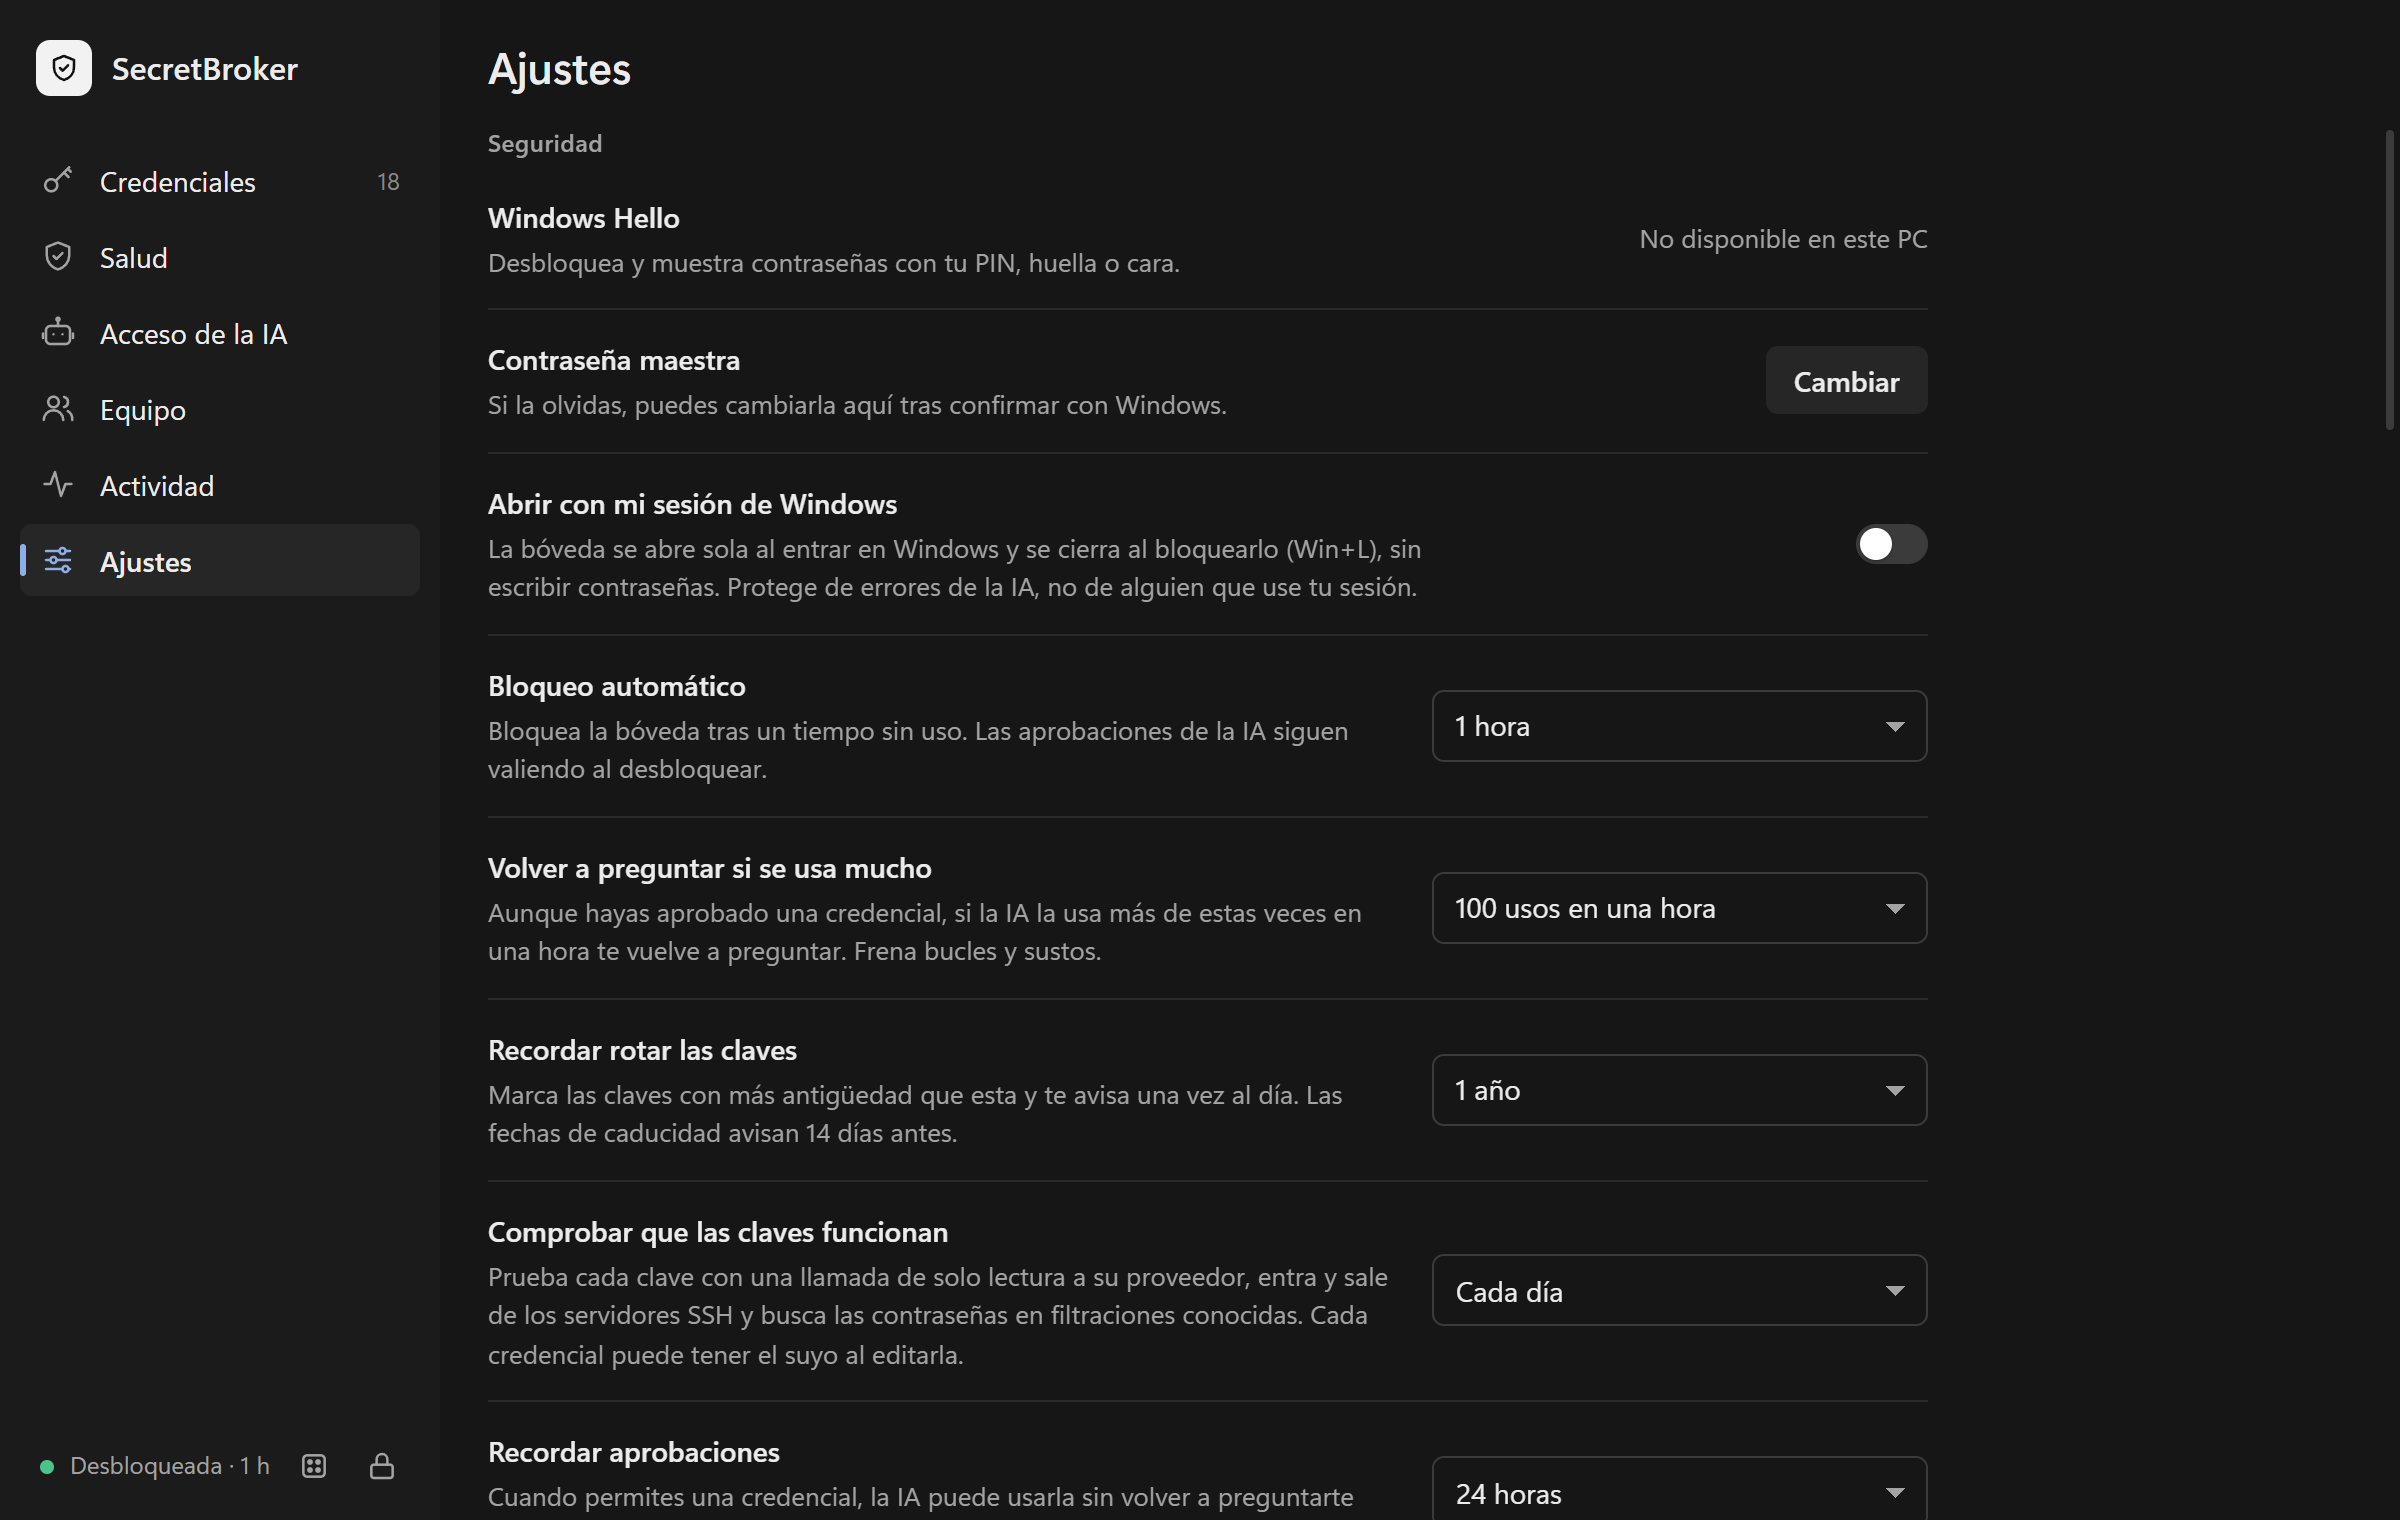 SecretBroker
Credenciales 18
Salud
Acceso de la IA
Equipo
Actividad
Ajustes
Desbloqueada · 1 h
Ajustes
Seguridad
Windows Hello
Desbloquea y muestra contraseñas con tu PIN, huella o cara.
No disponible en este PC
Contraseña maestra
Si la olvidas, puedes cambiarla aquí tras confirmar con Windows.
Cambiar
Abrir con mi sesión de Windows
La bóveda se abre sola al entrar en Windows y se cierra al bloquearlo (Win+L), sin
escribir contraseñas. Protege de errores de la IA, no de alguien que use tu sesión.
Bloqueo automático
Bloquea la bóveda tras un tiempo sin uso. Las aprobaciones de la IA siguen
valiendo al desbloquear.
1 hora
Volver a preguntar si se usa mucho
Aunque hayas aprobado una credencial, si la IA la usa más de estas veces en
una hora te vuelve a preguntar. Frena bucles y sustos.
100 usos en una hora
Recordar rotar las claves
Marca las claves con más antigüedad que esta y te avisa una vez al día. Las
fechas de caducidad avisan 14 días antes.
1 año
Comprobar que las claves funcionan
Prueba cada clave con una llamada de solo lectura a su proveedor, entra y sale
de los servidores SSH y busca las contraseñas en filtraciones conocidas. Cada
credencial puede tener el suyo al editarla.
Cada día
Recordar aprobaciones
Cuando permites una credencial, la IA puede usarla sin volver a preguntarte
24 horas